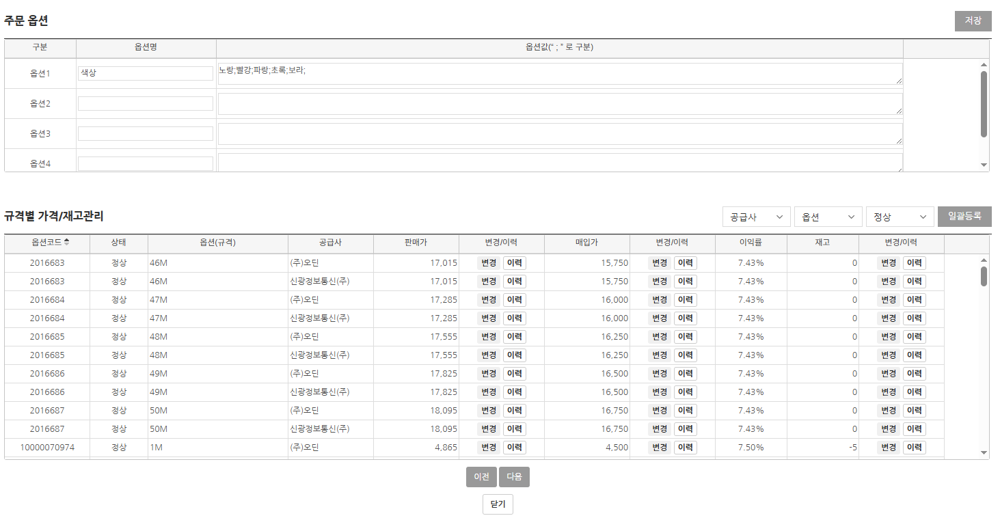 주문 옵션 저장
구분 옵션명 옵션값(“ ; ” 로 구분)
옵션1 색상 노랑;빨강;파랑;초록;보라;
옵션2
옵션3
옵션4
규격별 가격/재고관리 공급사 옵션 정상 일괄등록
옵션코드 상태 옵션(규격) 공급사 판매가 변경/이력 매입가 변경/이력 이익률 재고 변경/이력
2016683 정상 46M (주)오딘 17,015 변경 이력 15,750 변경 이력 7.43% 0 변경 이력
2016683 정상 46M 신광정보통신(주) 17,015 변경 이력 15,750 변경 이력 7.43% 0 변경 이력
2016684 정상 47M (주)오딘 17,285 변경 이력 16,000 변경 이력 7.43% 0 변경 이력
2016684 정상 47M 신광정보통신(주) 17,285 변경 이력 16,000 변경 이력 7.43% 0 변경 이력
2016685 정상 48M (주)오딘 17,555 변경 이력 16,250 변경 이력 7.43% 0 변경 이력
2016685 정상 48M 신광정보통신(주) 17,555 변경 이력 16,250 변경 이력 7.43% 0 변경 이력
2016686 정상 49M (주)오딘 17,825 변경 이력 16,500 변경 이력 7.43% 0 변경 이력
2016686 정상 49M 신광정보통신(주) 17,825 변경 이력 16,500 변경 이력 7.43% 0 변경 이력
2016687 정상 50M (주)오딘 18,095 변경 이력 16,750 변경 이력 7.43% 0 변경 이력
2016687 정상 50M 신광정보통신(주) 18,095 변경 이력 16,750 변경 이력 7.43% 0 변경 이력
10000070974 정상 1M (주)오딘 4,865 변경 이력 4,500 변경 이력 7.50% -5 변경 이력
이전 다음
닫기